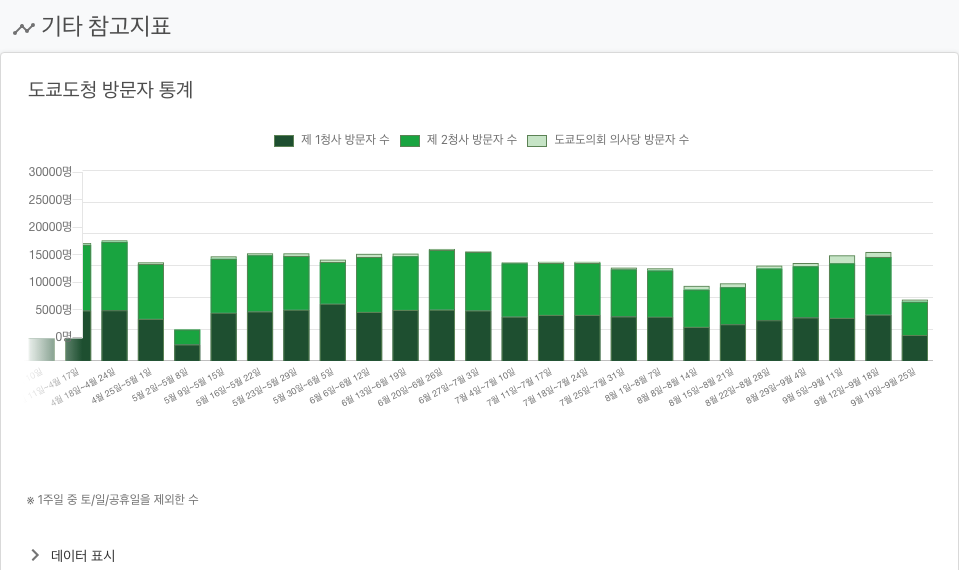 기타 참고지표
도쿄도청 방문자 통계
제 1청사 방문자 수 제 2청사 방문자 수 도쿄도의회 의사당 방문자 수
30000명
25000명
20000명
15000명
10000명
5000명
0명
11일~4월 17일
4월 18일~4월 24일
4월 25일~5월 1일
5월 2일~5월 8일
5월 9일~5월 15일
5월 16일~5월 22일
5월 23일~5월 29일
5월 30일~6월 5일
6월 6일~6월 12일
6월 13일~6월 19일
6월 20일~6월 26일
6월 27일~7월 3일
7월 4일~7월 10일
7월 11일~7월 17일
7월 18일~7월 24일
7월 25일~7월 31일
8월 1일~8월 7일
8월 8일~8월 14일
8월 15일~8월 21일
8월 22일~8월 28일
8월 29일~9월 4일
9월 5일~9월 11일
9월 12일~9월 18일
9월 19일~9월 25일
※ 1주일 중 토/일/공휴일을 제외한 수
데이터 표시